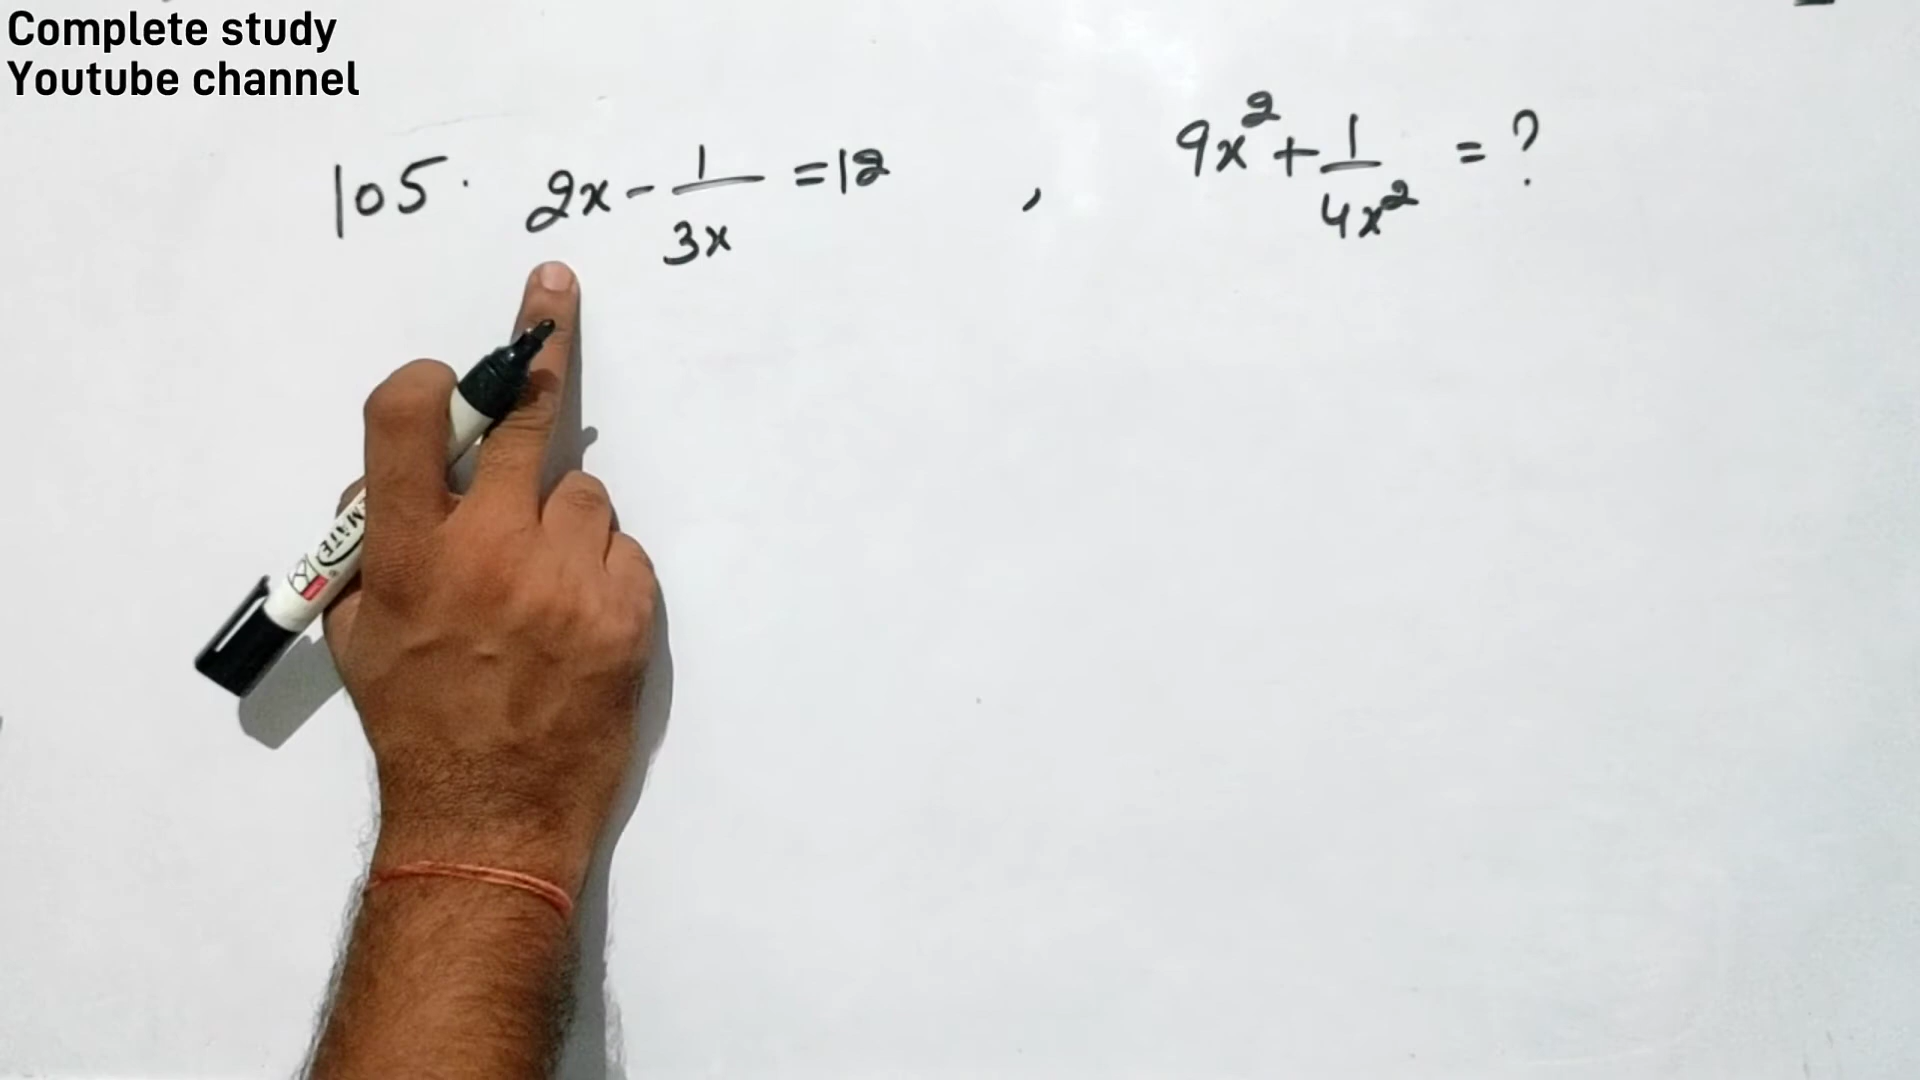 Complete study
Youtube channel
105. 2x - 1/3x = 12 , 9x² + 1/4x² = ?